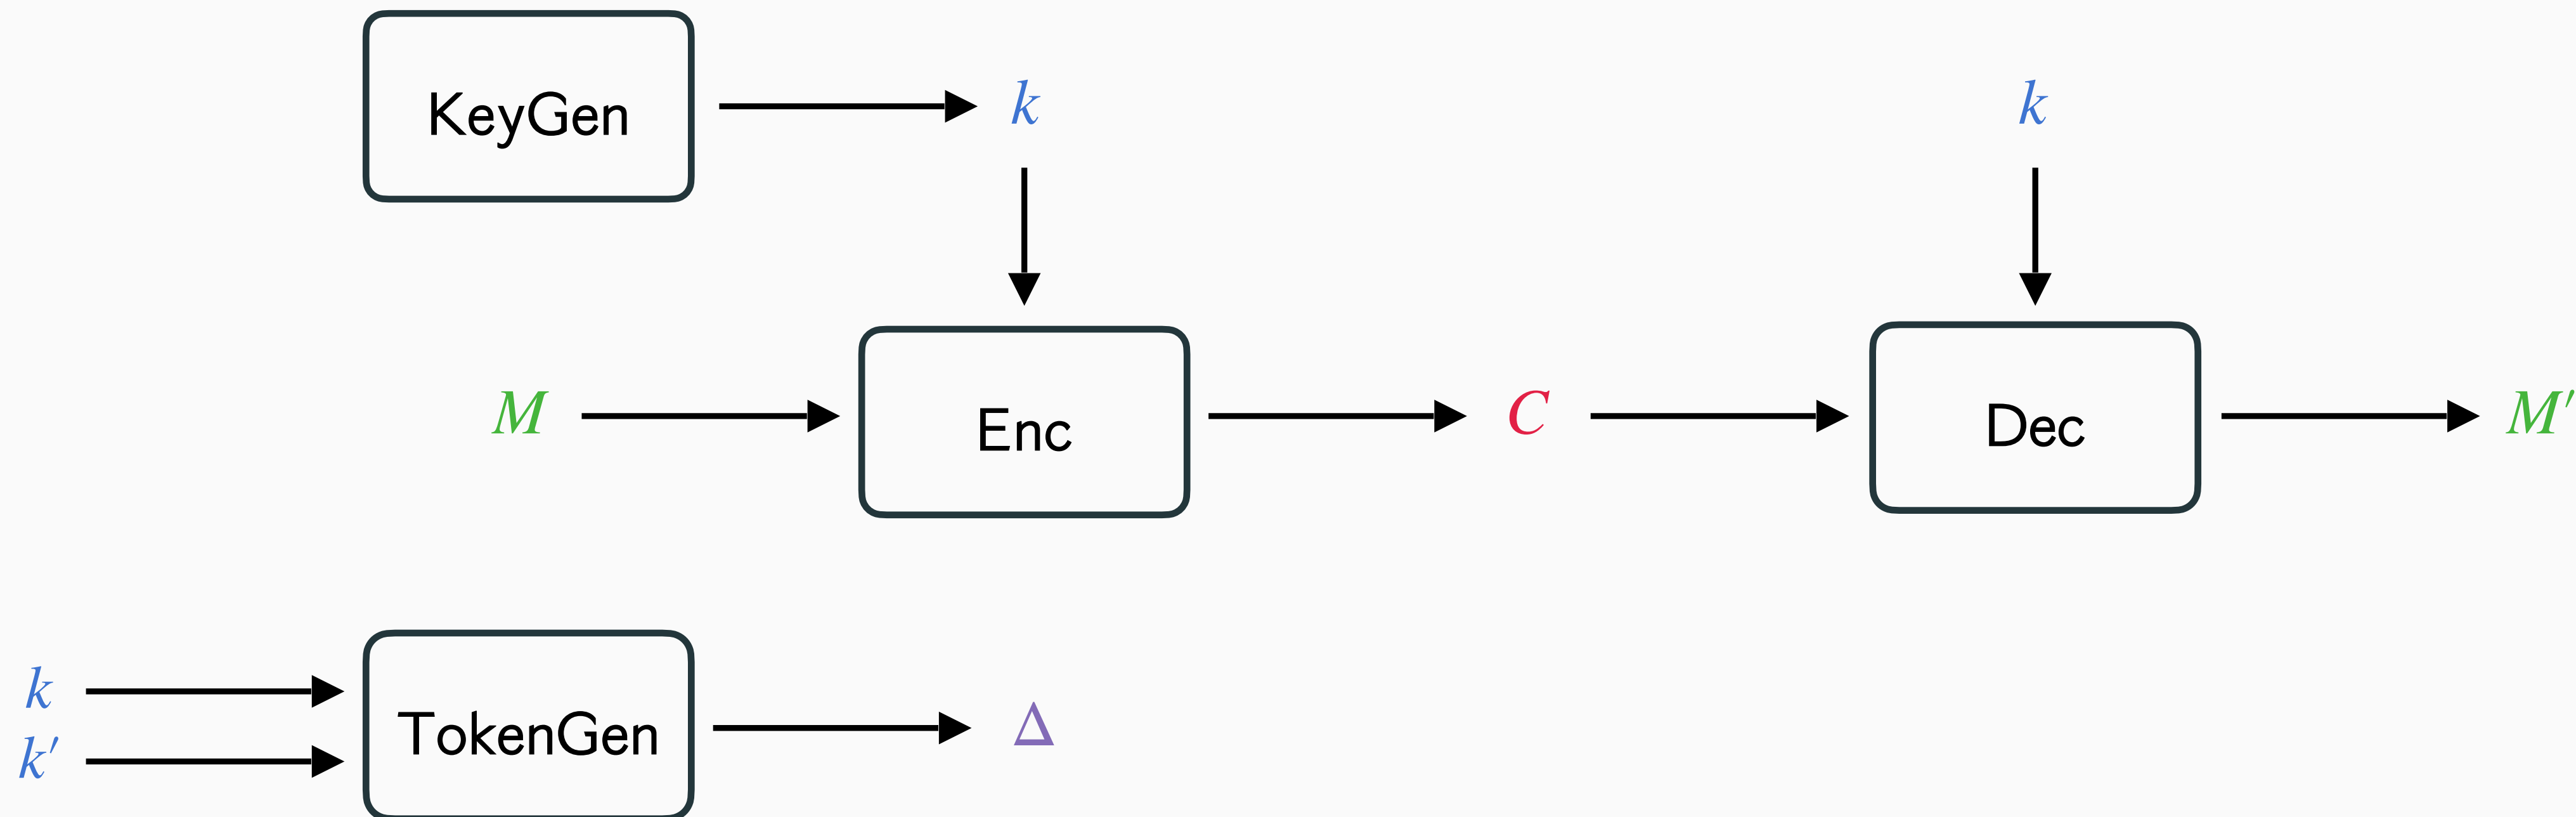 KeyGen k k
M Enc C Dec M′
k
k′
TokenGen Δ